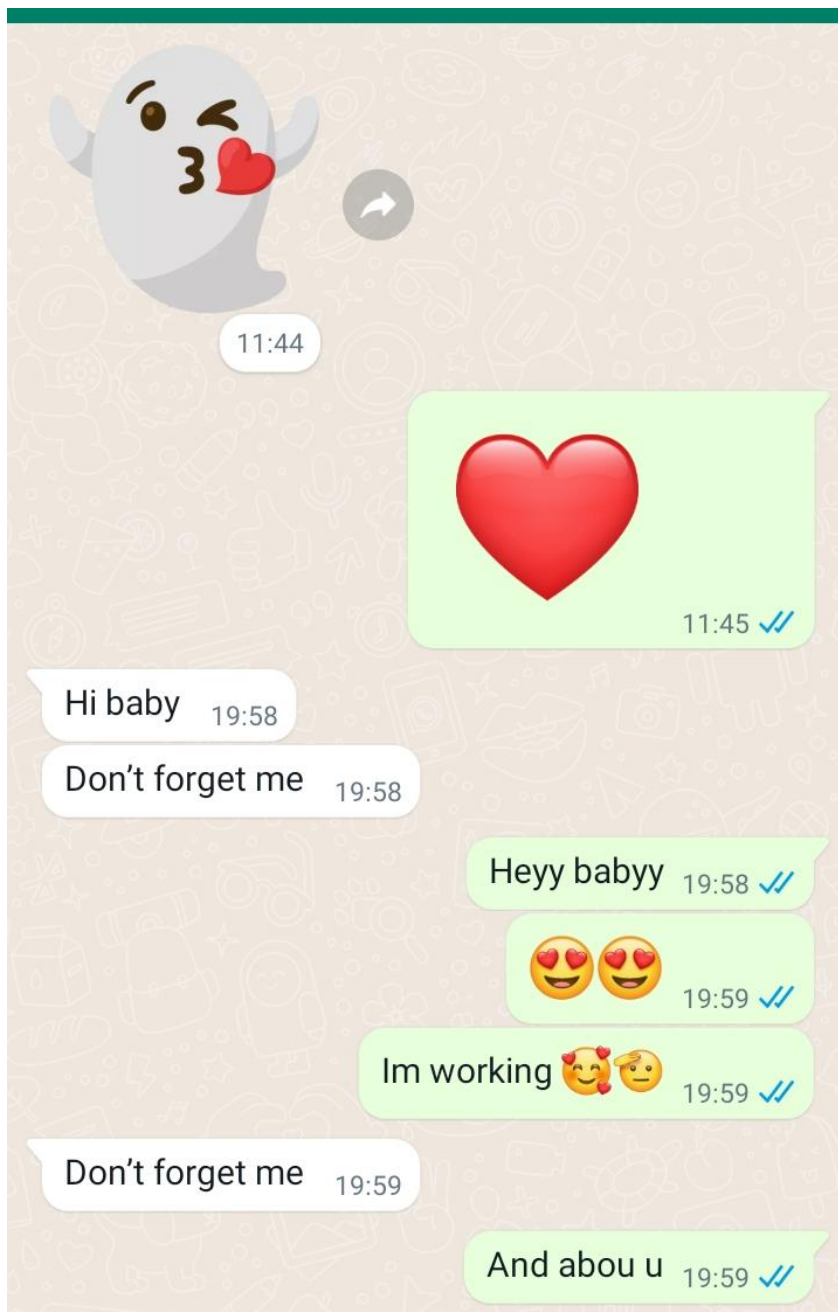 11:44
11:45
Hi baby 19:58
Don't forget me 19:58
Heyy babyy 19:58
😍😍 19:59
Im working 🥰🫡 19:59
Don't forget me 19:59
And abou u 19:59